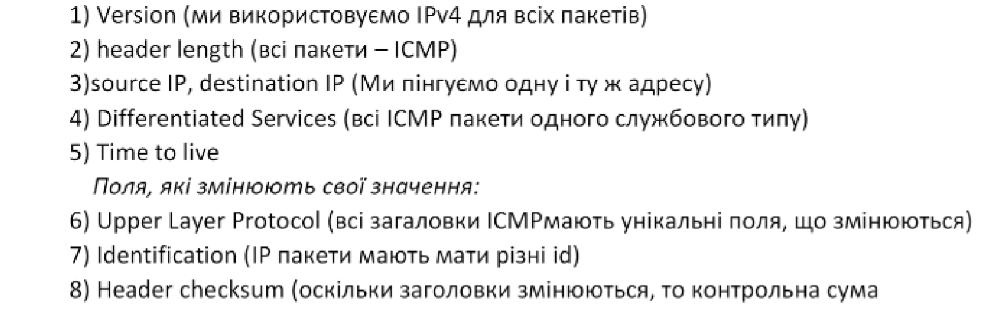 1) Version (ми використовуємо IPv4 для всіх пакетів)
2) header length (всі пакети – ICMP)
3)source IP, destination IP (Ми пінгуємо одну і ту ж адресу)
4) Differentiated Services (всі ICMP пакети одного службового типу)
5) Time to live
Поля, які змінюють свої значення:
6) Upper Layer Protocol (всі загаловки ICMPмають унікальні поля, що змінюються)
7) Identification (IP пакети мають мати різні id)
8) Header checksum (оскільки заголовки змінюються, то контрольна сума